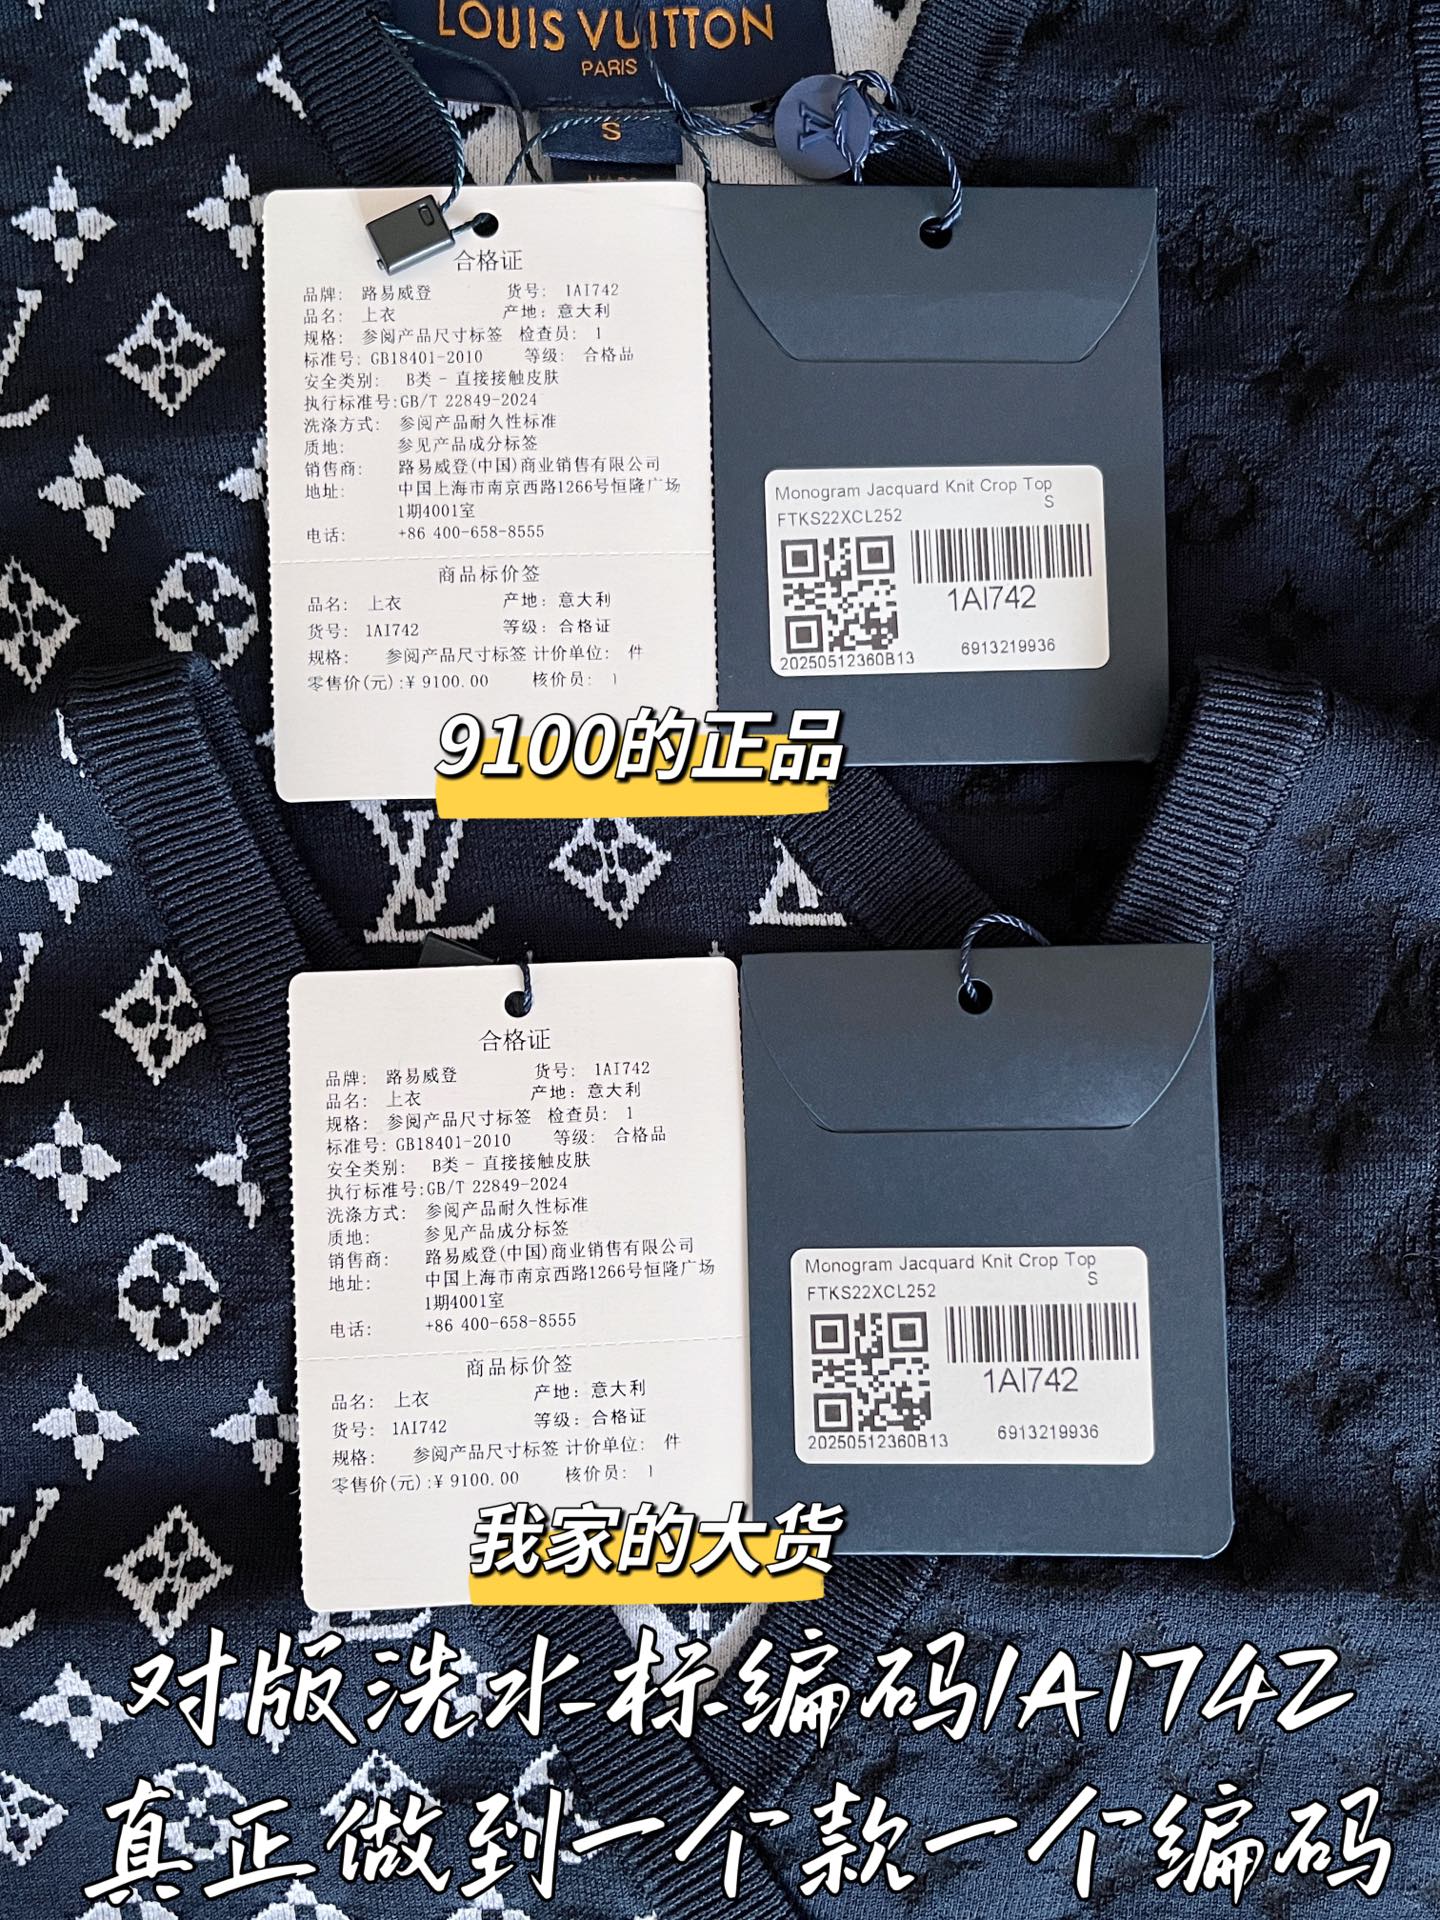 LOUIS VUITTON
PARIS
S
合格证
品牌: 路易威登 货号: 1AI742
品名: 上衣 产地: 意大利
规格: 参阅产品尺寸标签 检查员: 1
标准号: GB18401-2010 等级: 合格品
安全类别: B类 - 直接接触皮肤
执行标准号:GB/T 22849-2024
洗涤方式: 参阅产品耐久性标准
质地: 参见产品成分标签
销售商: 路易威登(中国)商业销售有限公司
地址: 中国上海市南京西路1266号恒隆广场
1期4001室
电话: +86 400-658-8555
商品标价签
品名: 上衣 产地: 意大利
货号: 1AI742 等级: 合格证
规格: 参阅产品尺寸标签 计价单位: 件
零售价(元):¥ 9100.00 核价员: 1
Monogram Jacquard Knit Crop Top
S
FTKS22XCL252
1AI742
20250512360B13 6913219936
9100的正品
合格证
品牌: 路易威登 货号: 1AI742
品名: 上衣 产地: 意大利
规格: 参阅产品尺寸标签 检查员: 1
标准号: GB18401-2010 等级: 合格品
安全类别: B类 - 直接接触皮肤
执行标准号:GB/T 22849-2024
洗涤方式: 参阅产品耐久性标准
质地: 参见产品成分标签
销售商: 路易威登(中国)商业销售有限公司
地址: 中国上海市南京西路1266号恒隆广场
1期4001室
电话: +86 400-658-8555
商品标价签
品名: 上衣 产地: 意大利
货号: 1AI742 等级: 合格证
规格: 参阅产品尺寸标签 计价单位: 件
零售价(元):¥ 9100.00 核价员: 1
Monogram Jacquard Knit Crop Top
S
FTKS22XCL252
1AI742
20250512360B13 6913219936
我家的大货
对版洗水标编码1AI742
真正做到一个款一个编码